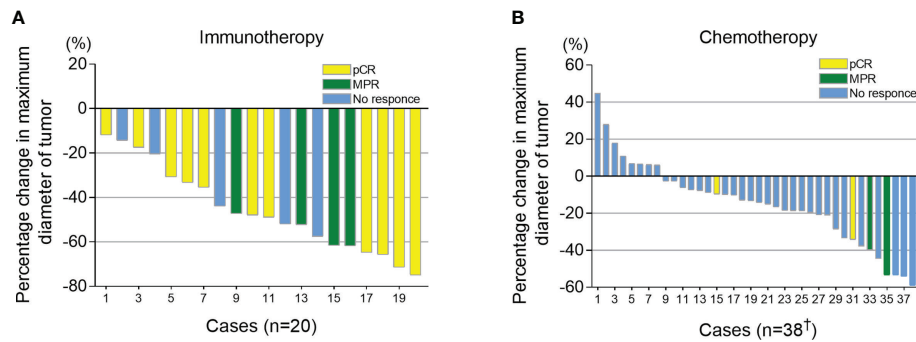 A
Immunotheropy
(%)
20
0
-20
-40
-60
-80
Percentage change in maximum
diameter of tumor
pCR
MPR
No responce
1 3 5 7 9 11 13 15 17 19
Cases (n=20)
B
Chemotheropy
(%)
60
40
20
0
-20
-40
-60
Percentage change in maximum
diameter of tumor
pCR
MPR
No responce
1 3 5 7 9 11 13 15 17 19 21 23 25 27 29 31 33 35 37
Cases (n=38†)